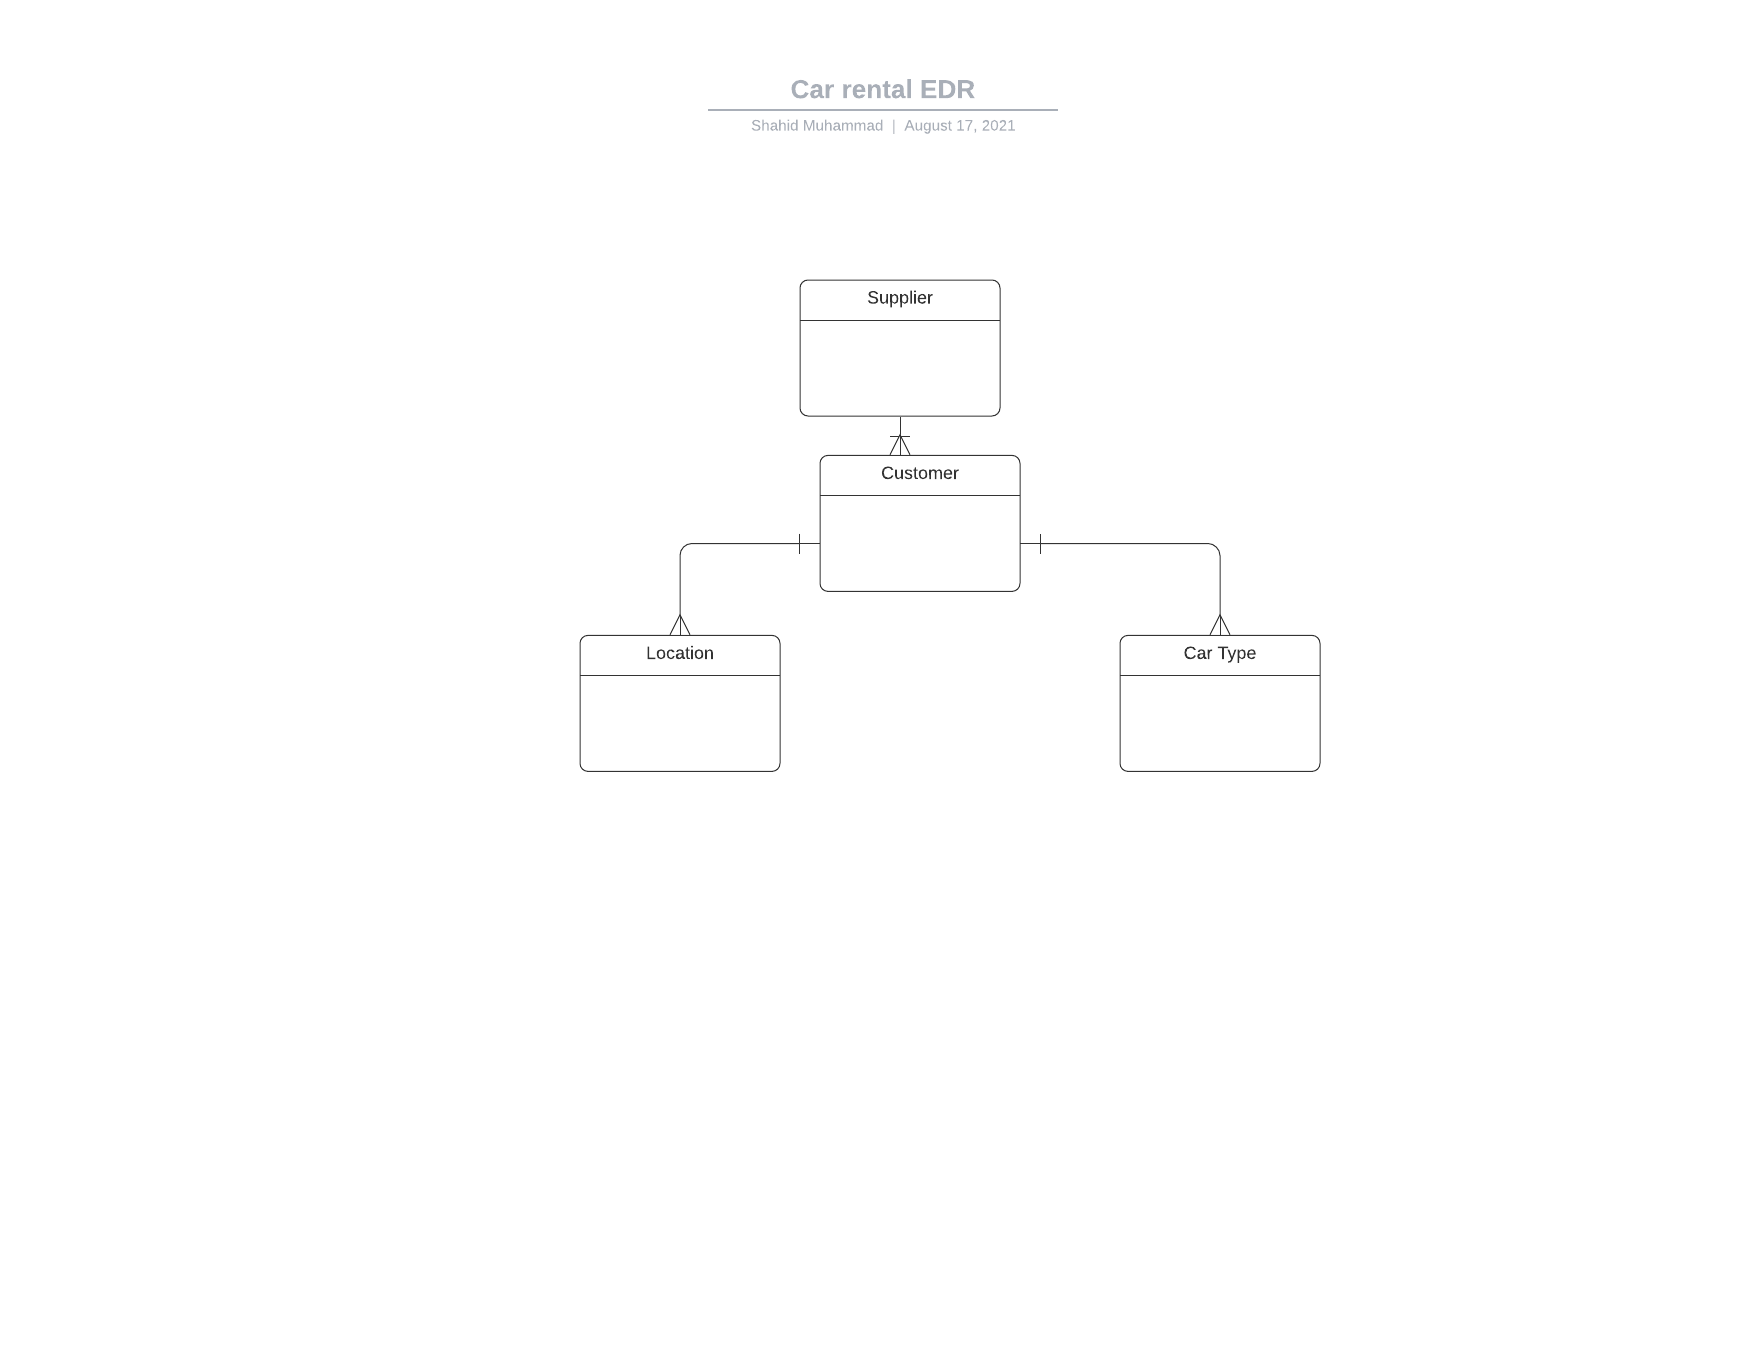 Car rental EDR
Shahid Muhammad | August 17, 2021
Supplier
Customer
Location
Car Type